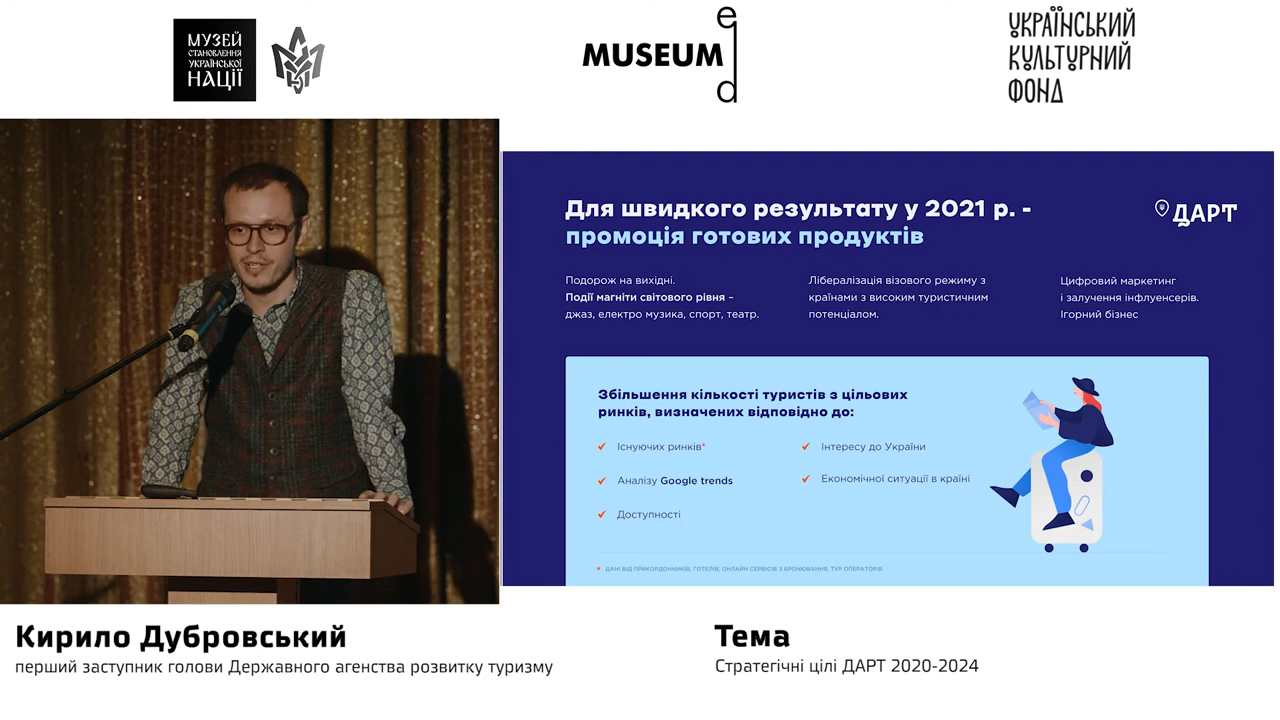 МУЗЕЙ
СТАНОВЛЕННЯ
УКРАЇНСЬКОЇ
НАЦІЇ
MUSEUM
ed
УКРАЇНСЬКИЙ
КУЛЬТУРНИЙ
ФОНД
Для швидкого результату у 2021 р. -
промоція готових продуктів
ДАРТ
Подорож на вихідні.
Події магніти світового рівня –
джаз, електро музика, спорт, театр.
Лібералізація візового режиму з
країнами з високим туристичним
потенціалом.
Цифровий маркетинг
і залучення інфлуенсерів.
Ігорний бізнес
Збільшення кількості туристів з цільових
ринків, визначених відповідно до:
✓ Існуючих ринків*
✓ Аналізу Google trends
✓ Доступності
✓ Інтересу до України
✓ Економічної ситуації в країні
* ДАНІ ВІД ПРИКОРДОННИКІВ, ГОТЕЛІВ, ОНЛАЙН СЕРВІСІВ З БРОНЮВАННЯ, ТУР ОПЕРАТОРІВ
Кирило Дубровський
перший заступник голови Державного агенства розвитку туризму
Тема
Стратегічні цілі ДАРТ 2020-2024